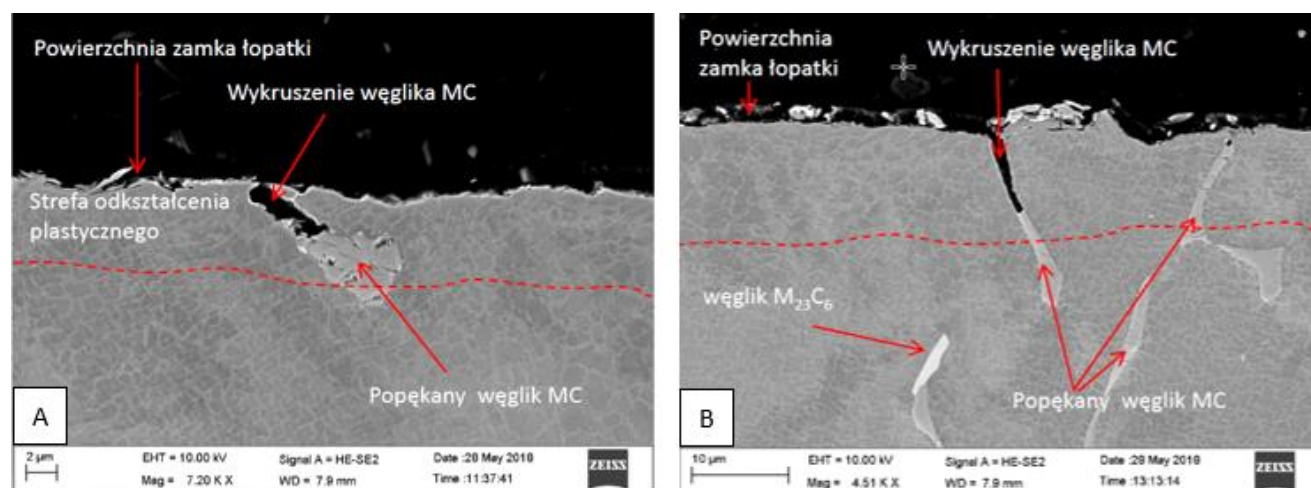 Powierzchnia zamka łopatki
Wykruszenie węglika MC
Strefa odkształcenia
plastycznego
Popękany węglik MC
A
2 µm
EHT = 10.00 kV
Signal A = HE-SE2
Date :28 May 2018
Mag = 7.20 K X
WD = 7.9 mm
Time :11:37:41
ZEISS
Powierzchnia
zamka łopatki
Wykruszenie węglika MC
węglik M₂₃C₆
Popękany węglik MC
B
10 µm
EHT = 10.00 kV
Signal A = HE-SE2
Date :29 May 2018
Mag = 4.51 K X
WD = 7.9 mm
Time :13:13:14
ZEISS